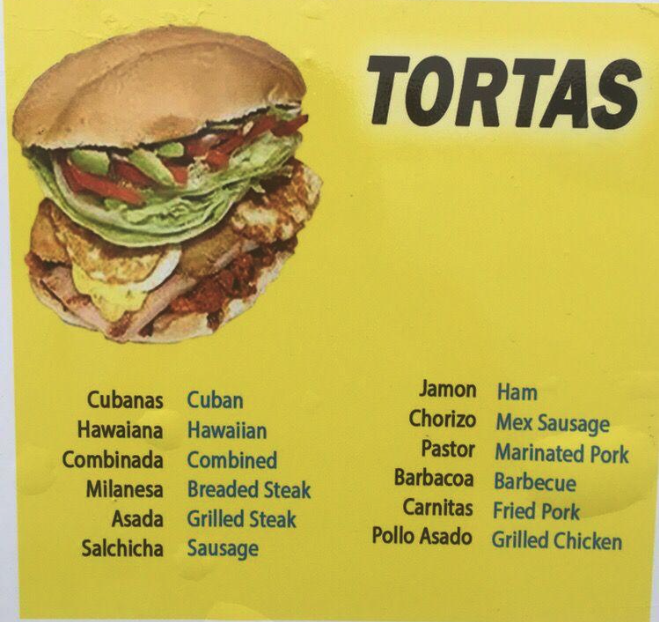 TORTAS
Cubanas Cuban
Hawaiana Hawaiian
Combinada Combined
Milanesa Breaded Steak
Asada Grilled Steak
Salchicha Sausage
Jamon Ham
Chorizo Mex Sausage
Pastor Marinated Pork
Barbacoa Barbecue
Carnitas Fried Pork
Pollo Asado Grilled Chicken